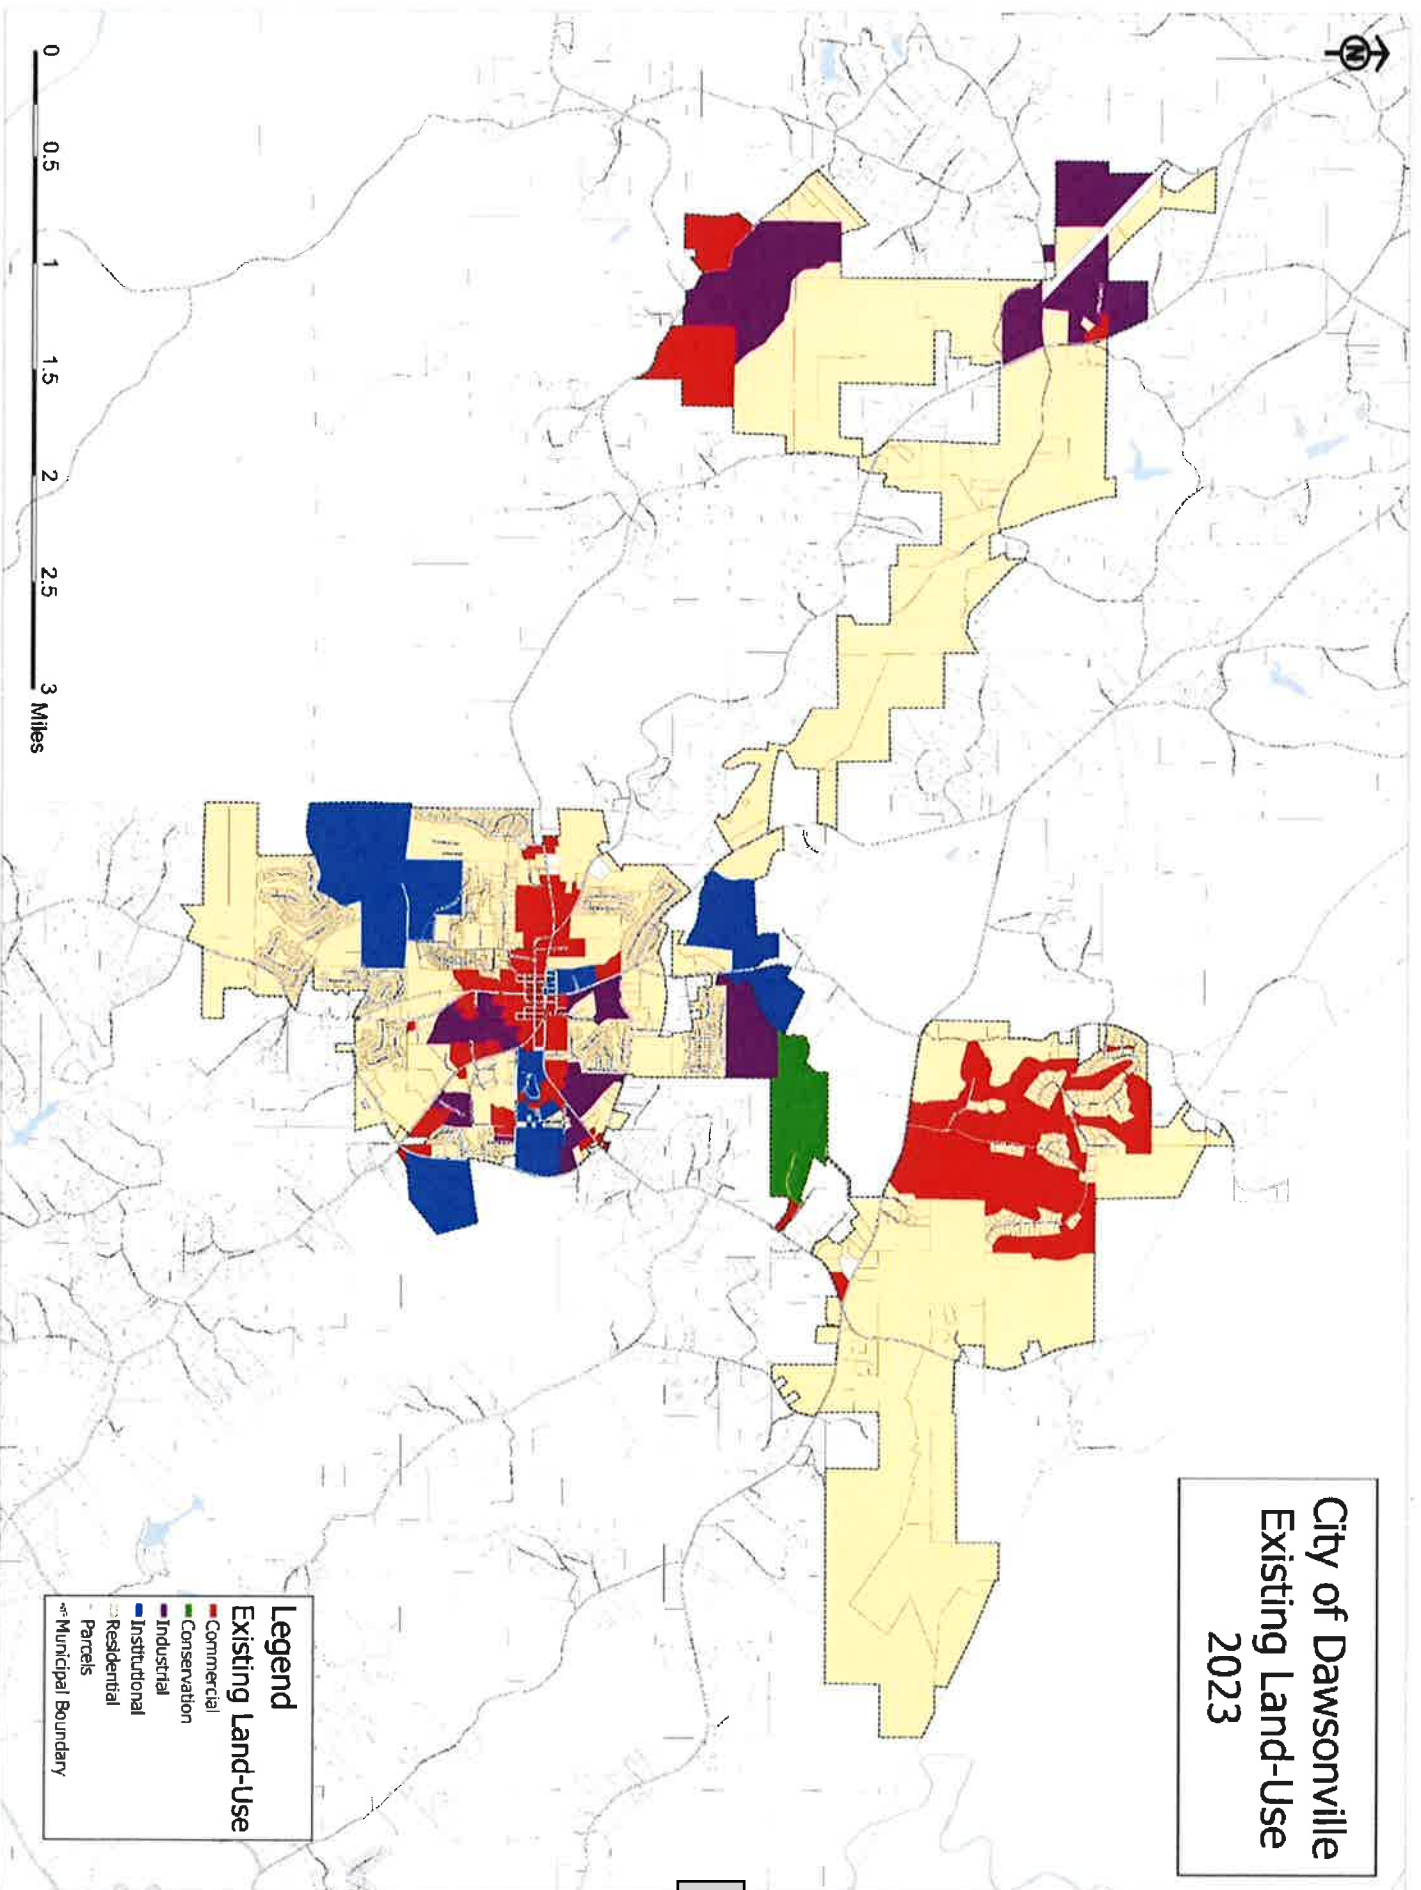 City of Dawsonville
Existing Land-Use
2023
N
Legend
Existing Land-Use
Commercial
Conservation
Industrial
Institutional
Residential
Parcels
Municipal Boundary
0 0.5 1 1.5 2 2.5 3 Miles